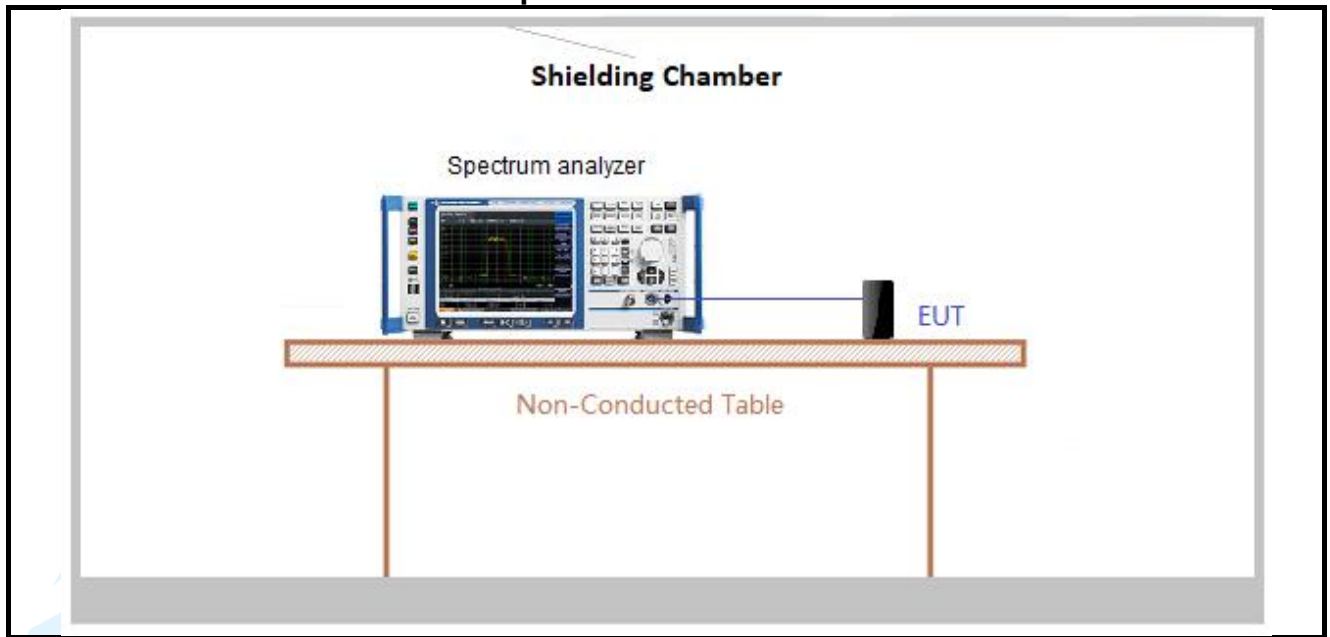 Shielding Chamber
Spectrum analyzer
EUT
Non-Conducted Table